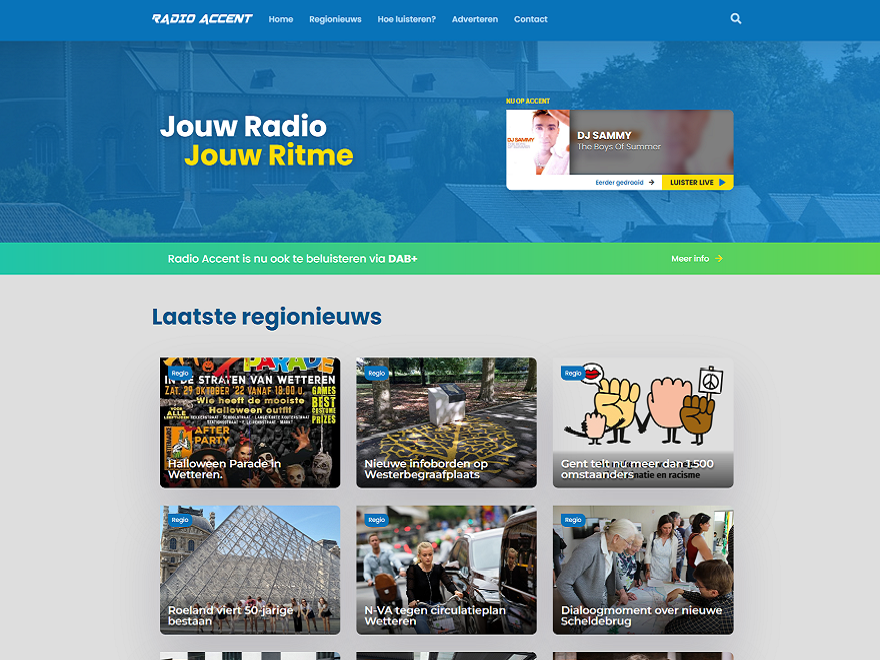 RADIO ACCENT
Home
Regionieuws
Hoe luisteren?
Adverteren
Contact
Jouw Radio
Jouw Ritme
NU OP ACCENT
DJ SAMMY
DJ SAMMY
The Boys Of Summer
Eerder gedraaid
LUISTER LIVE
Radio Accent is nu ook te beluisteren via DAB+
Meer info
Laatste regionieuws
Regio
PARADE
IN DE STRATEN VAN WETTEREN
ZAT. 29 OKTOBER '22 VANAF 18.00 U.
Wie heeft de mooiste
Halloween outfit!
GAMES
BEST
COSTUME
PRIZES
VOOR
ALLE
AFTER
PARTY
Halloween Parade in
Wetteren.
Regio
Nieuwe infoborden op
Westerbegraafplaats
Regio
Gent telt nu meer dan 1.500
omstaanders
natie en racisme
Regio
Roeland viert 50-jarige
bestaan
Regio
N-VA tegen circulatieplan
Wetteren
Regio
Dialoogmoment over nieuwe
Scheldebrug